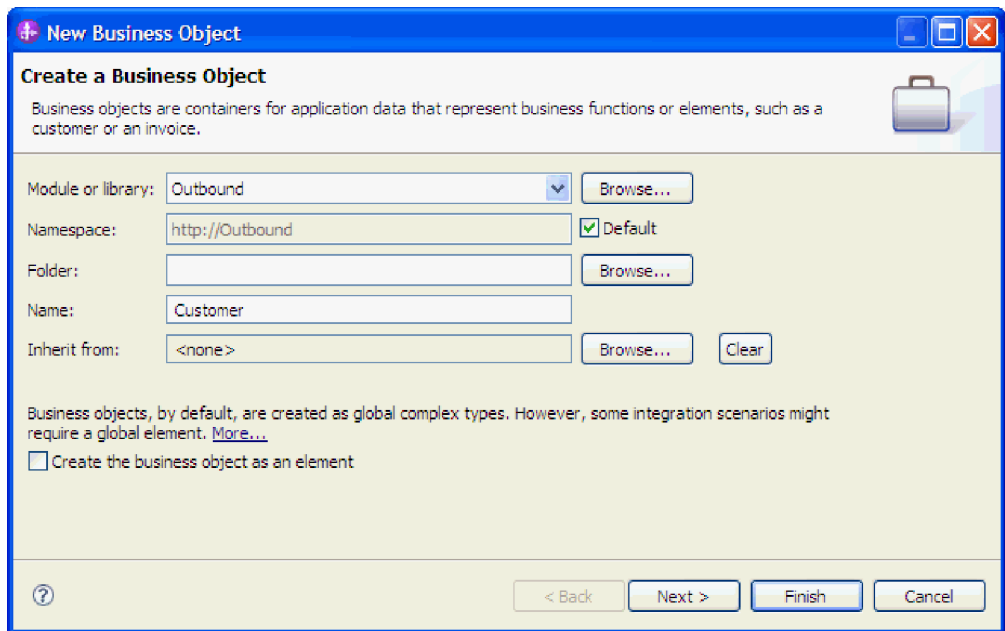 New Business Object
Create a Business Object
Business objects are containers for application data that represent business functions or elements, such as a
customer or an invoice.
Module or library: Outbound Browse...
Namespace: http://Outbound Default
Folder: Browse...
Name: Customer
Inherit from: <none> Browse... Clear
Business objects, by default, are created as global complex types. However, some integration scenarios might
require a global element. More...
Create the business object as an element
? < Back Next > Finish Cancel